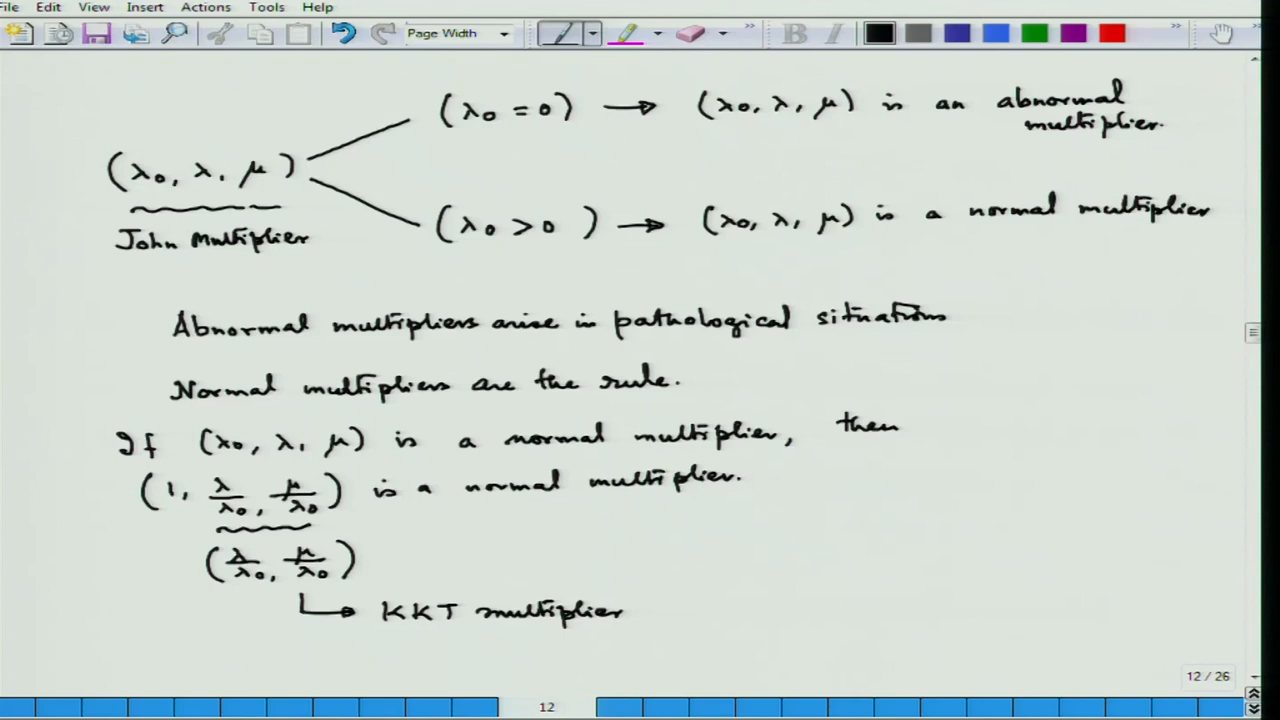 File Edit View Insert Actions Tools Help
Page Width
(λ0 = 0) → (λ0, λ, μ) is an abnormal
multiplier.
(λ0, λ, μ)
John Multiplier
(λ0 > 0) → (λ0, λ, μ) is a normal multiplier
Abnormal multipliers arise in pathological situations
Normal multipliers are the rule.
If (λ0, λ, μ) is a normal multiplier, then
(1, λ/λ0, μ/λ0) is a normal multiplier.
(λ/λ0, μ/λ0)
↳ KKT multiplier
12 / 26
12